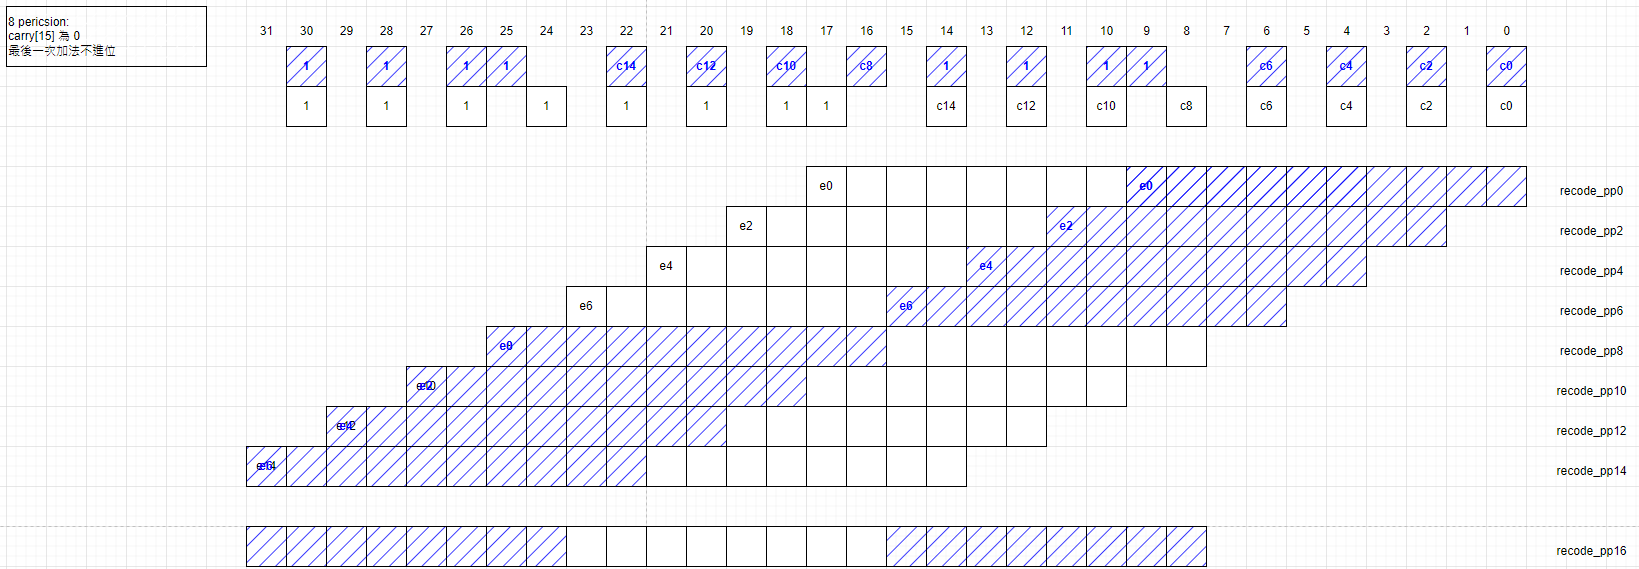 8 pericsion:
carry[15] 為 0
最後一次加法不進位
31 30 29 28 27 26 25 24 23 22 21 20 19 18 17 16 15 14 13 12 11 10 9 8 7 6 5 4 3 2 1 0
1 1 1 1 c14 c12 c10 c8 1 1 1 1 c6 c4 c2 c0
1 1 1 1 1 1 1 1 c14 c12 c10 c8 c6 c4 c2 c0
e0 e0 recode_pp0
e2 e2 recode_pp2
e4 e4 recode_pp4
e6 e6 recode_pp6
recode_pp8
recode_pp10
recode_pp12
recode_pp14
recode_pp16